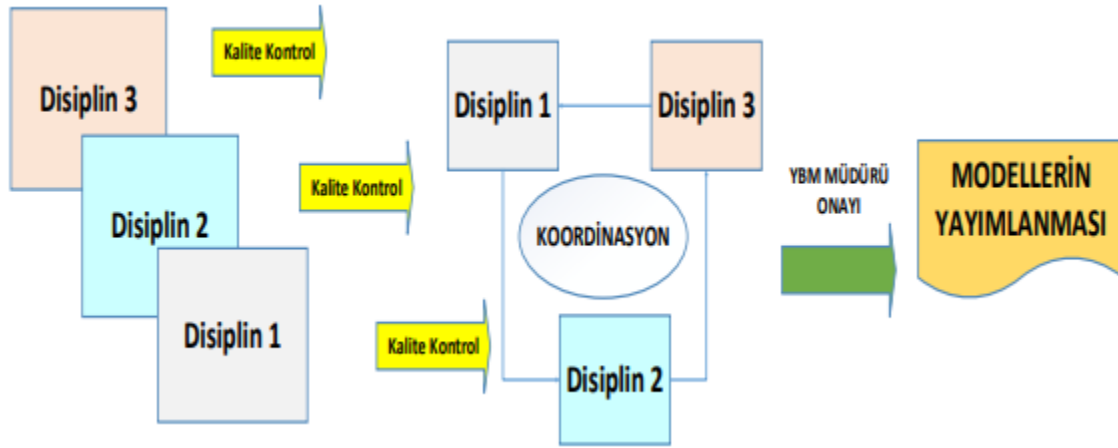 Disiplin 3
Disiplin 2
Disiplin 1
Kalite Kontrol
Kalite Kontrol
Kalite Kontrol
Disiplin 1
Disiplin 3
KOORDİNASYON
Disiplin 2
YBM MÜDÜRÜ
ONAYI
MODELLERİN
YAYIMLANMASI